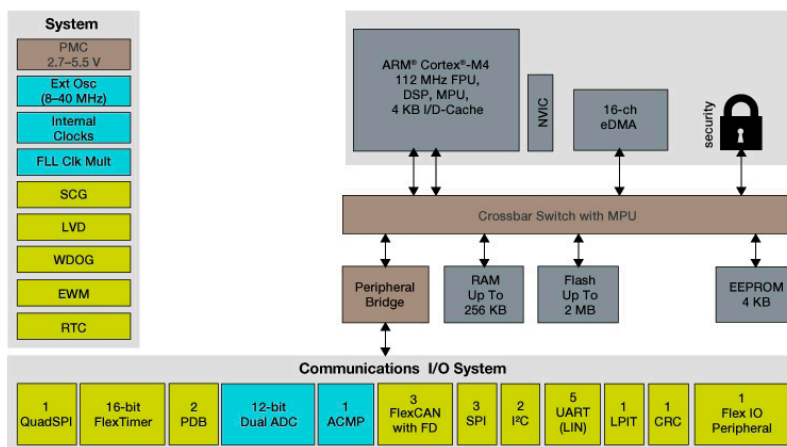 System
PMC
2.7–5.5 V
Ext Osc
(8–40 MHz)
Internal
Clocks
FLL Clk Mult
SCG
LVD
WDOG
EWM
RTC
ARM® Cortex®-M4
112 MHz FPU,
DSP, MPU,
4 KB I/D-Cache
NVIC
16-ch
eDMA
security
Crossbar Switch with MPU
Peripheral
Bridge
RAM
Up To
256 KB
Flash
Up To
2 MB
EEPROM
4 KB
Communications I/O System
1
QuadSPI
16-bit
FlexTimer
2
PDB
12-bit
Dual ADC
1
ACMP
3
FlexCAN
with FD
3
SPI
2
I²C
5
UART
(LIN)
1
LPIT
1
CRC
1
Flex IO
Peripheral